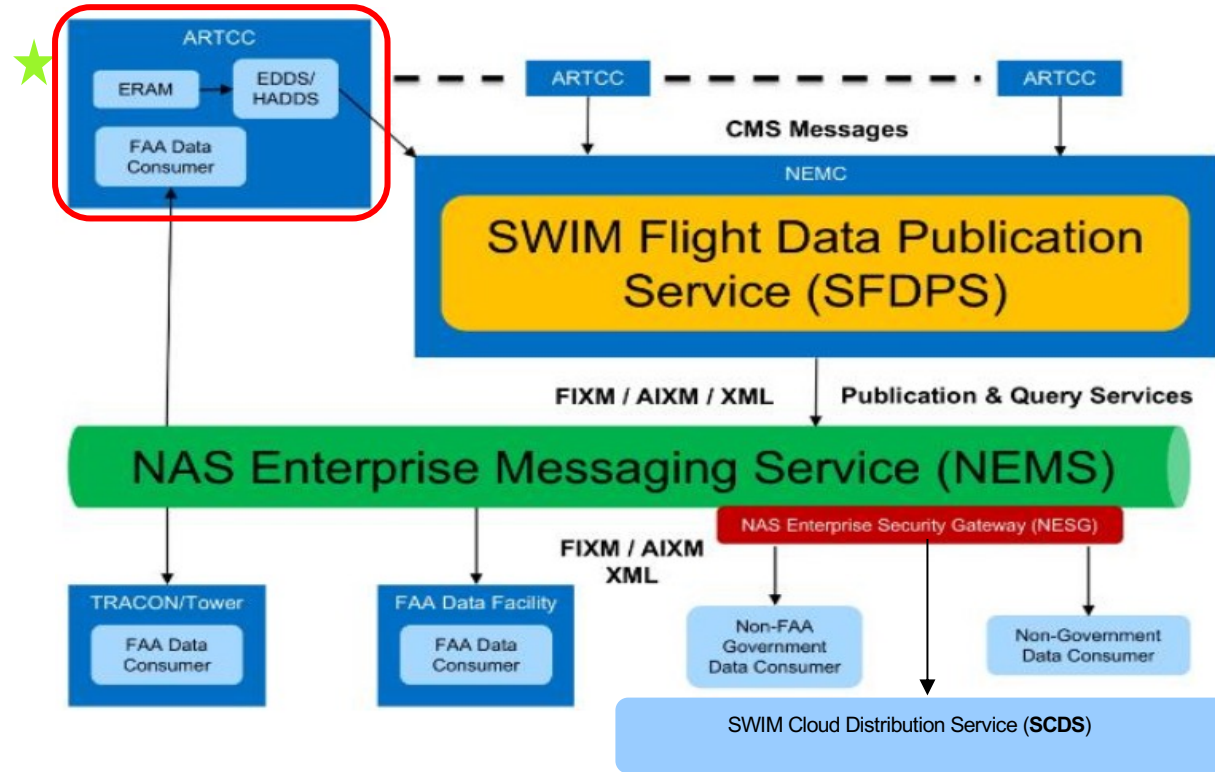 ARTCC
ERAM
EDDS/
HADDS
FAA Data
Consumer
ARTCC
ARTCC
CMS Messages
NEMC
SWIM Flight Data Publication
Service (SFDPS)
FIXM / AIXM / XML
Publication & Query Services
NAS Enterprise Messaging Service (NEMS)
NAS Enterprise Security Gateway (NESG)
FIXM / AIXM
XML
TRACON/Tower
FAA Data
Consumer
FAA Data Facility
FAA Data
Consumer
Non-FAA
Government
Data Consumer
Non-Government
Data Consumer
SWIM Cloud Distribution Service (SCDS)